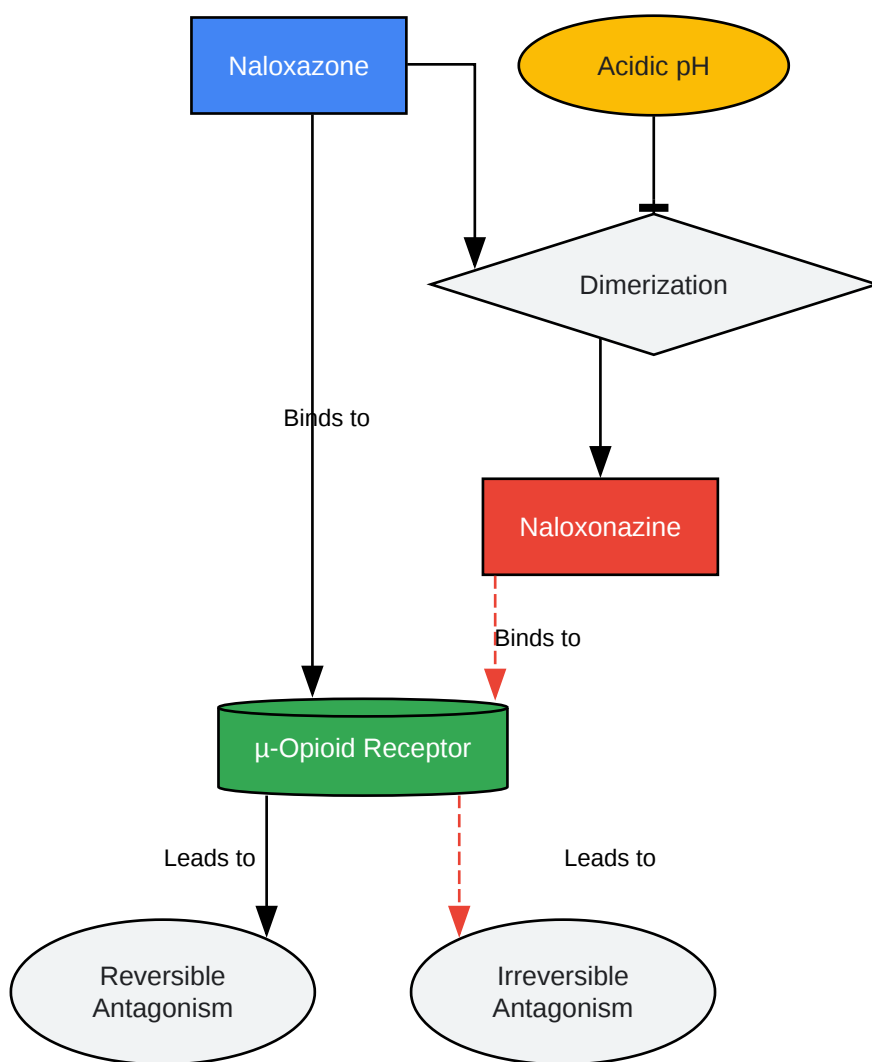 Naloxazone
Acidic pH
Dimerization
Binds to
Naloxonazine
Binds to
µ-Opioid Receptor
Leads to
Leads to
Reversible
Antagonism
Irreversible
Antagonism